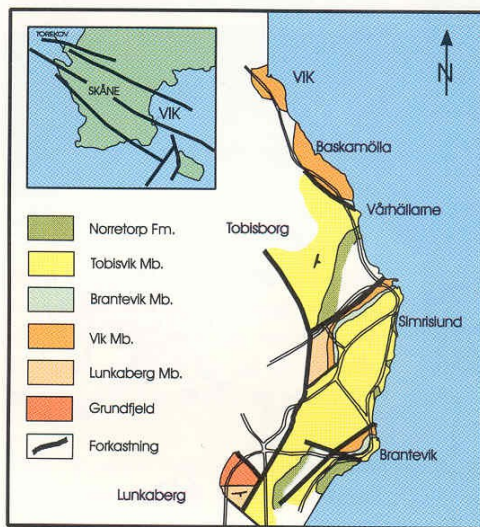 TOREKOV
SKÅNE
VIK
N
VIK
Baskamölla
Vårhällarne
Tobisborg
Simrislund
Brantevik
Lunkaberg
Norretorp Fm.
Tobisvik Mb.
Brantevik Mb.
Vik Mb.
Lunkaberg Mb.
Grundfjeld
Forkastning